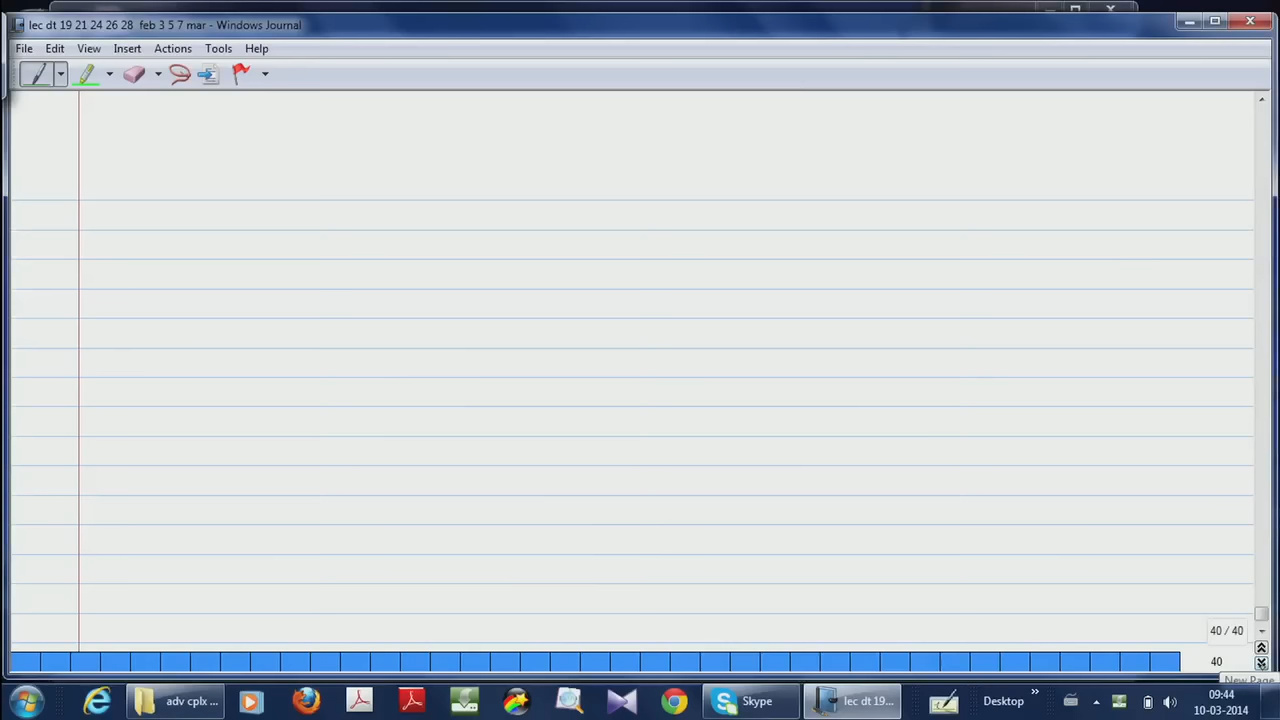 lec dt 19 21 24 26 28 feb 3 5 7 mar - Windows Journal
File Edit View Insert Actions Tools Help
40 / 40
40
New Page
adv cplx ...
Skype
lec dt 19...
Desktop
09:44
10-03-2014